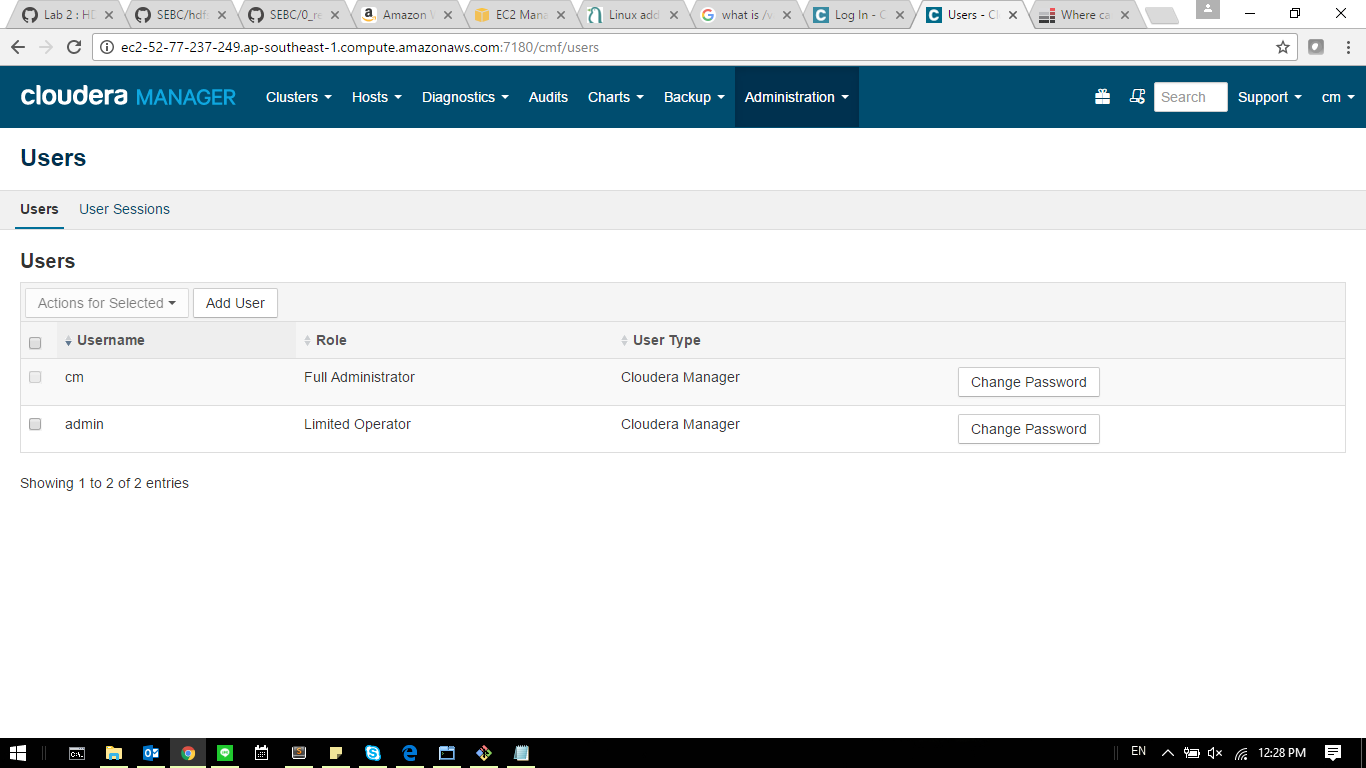 Lab 2 : HD
SEBC/hdf
SEBC/0_re
Amazon
EC2 Mana
Linux add
what is /v
Log In - C
Users - Cl
Where ca
ec2-52-77-237-249.ap-southeast-1.compute.amazonaws.com:7180/cmf/users
cloudera MANAGER Clusters Hosts Diagnostics Audits Charts Backup Administration Search Support cm
Users
Users User Sessions
Users
Actions for Selected Add User
Username Role User Type
cm Full Administrator Cloudera Manager Change Password
admin Limited Operator Cloudera Manager Change Password
Showing 1 to 2 of 2 entries
EN 12:28 PM